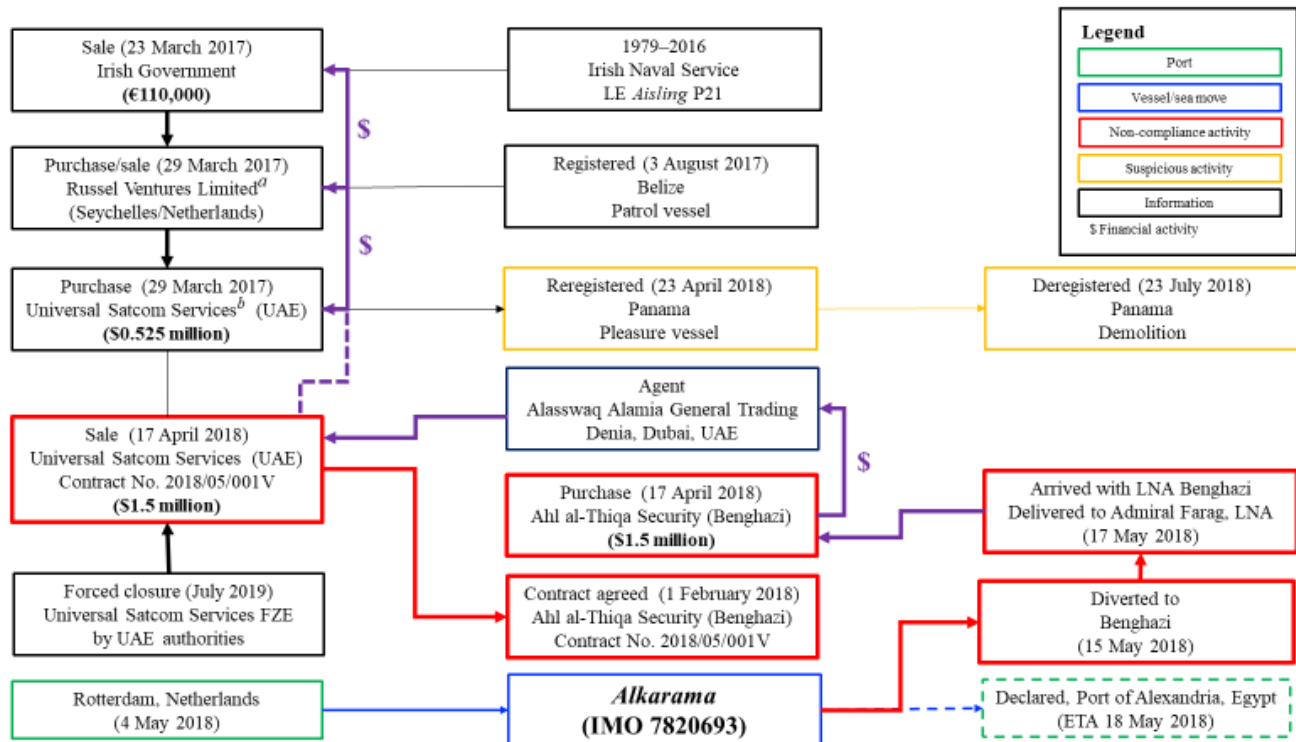 Sale (23 March 2017)
Irish Government
(€110,000)
1979–2016
Irish Naval Service
LE Aisling P21
Legend
Port
Vessel/sea move
Non-compliance activity
Suspicious activity
Information
$ Financial activity
$
Purchase/sale (29 March 2017)
Russel Ventures Limited a
(Seychelles/Netherlands)
Registered (3 August 2017)
Belize
Patrol vessel
$
Purchase (29 March 2017)
Universal Satcom Services b (UAE)
($0.525 million)
Reregistered (23 April 2018)
Panama
Pleasure vessel
Deregistered (23 July 2018)
Panama
Demolition
Agent
Alasswaq Alamia General Trading
Denia, Dubai, UAE
Sale (17 April 2018)
Universal Satcom Services (UAE)
Contract No. 2018/05/001V
($1.5 million)
$
Purchase (17 April 2018)
Ahl al-Thiqa Security (Benghazi)
($1.5 million)
Arrived with LNA Benghazi
Delivered to Admiral Farag, LNA
(17 May 2018)
Forced closure (July 2019)
Universal Satcom Services FZE
by UAE authorities
Contract agreed (1 February 2018)
Ahl al-Thiqa Security (Benghazi)
Contract No. 2018/05/001V
Diverted to
Benghazi
(15 May 2018)
Rotterdam, Netherlands
(4 May 2018)
Alkarama
(IMO 7820693)
Declared, Port of Alexandria, Egypt
(ETA 18 May 2018)